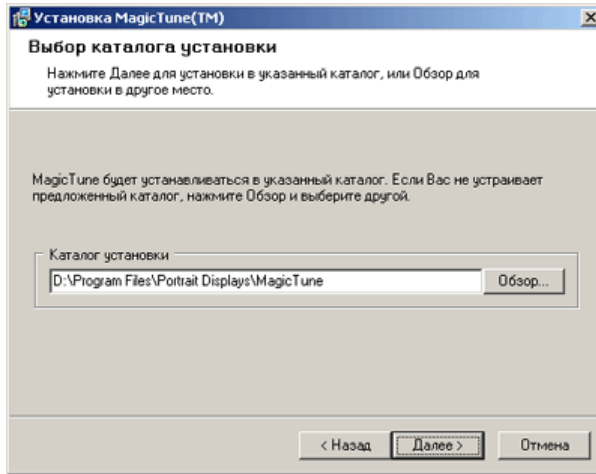 Установка MagicTune(TM)
Выбор каталога установки
Нажмите Далее для установки в указанный каталог, или Обзор для
установки в другое место.
MagicTune будет устанавливаться в указанный каталог. Если Вас не устраивает
предложенный каталог, нажмите Обзор и выберите другой.
Каталог установки
D:\Program Files\Portrait Displays\MagicTune
Обзор...
< Назад
Далее >
Отмена